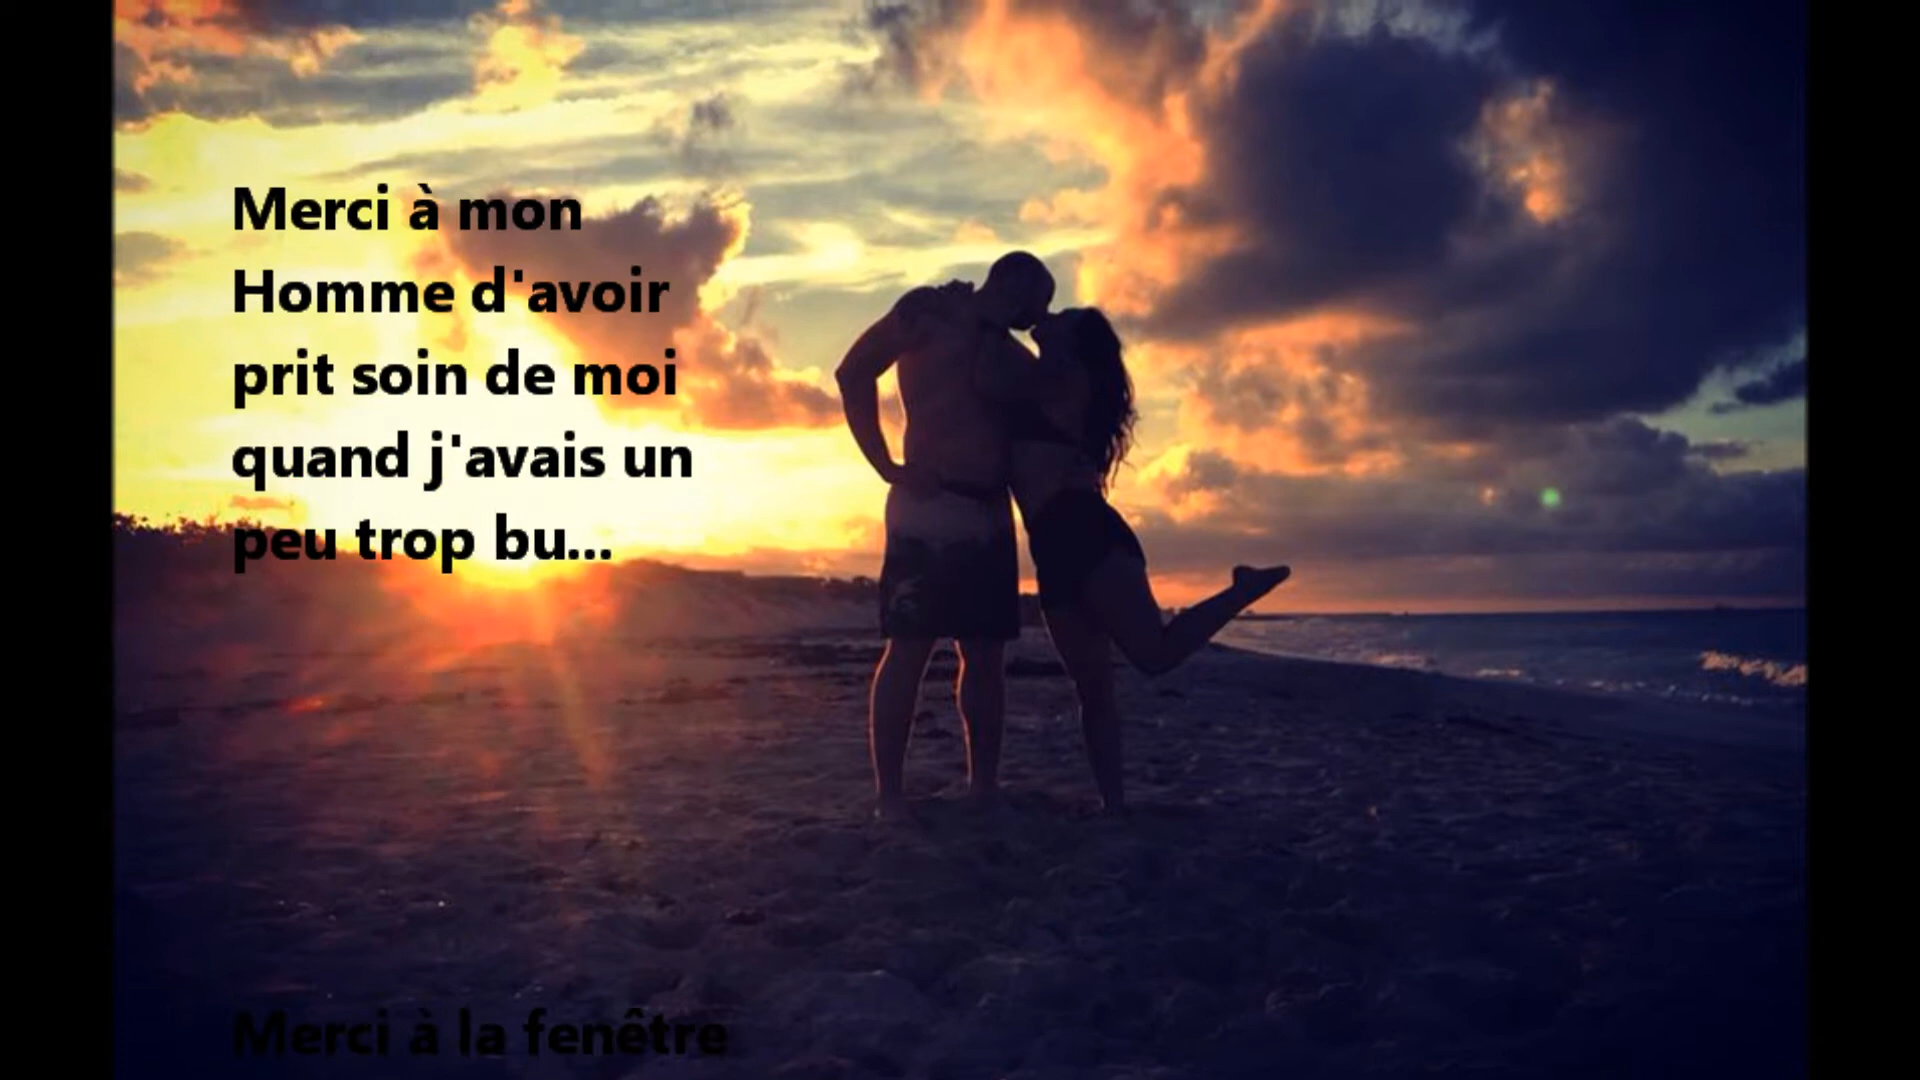 Merci à mon
Homme d'avoir
prit soin de moi
quand j'avais un
peu trop bu...
Merci à la fenêtre